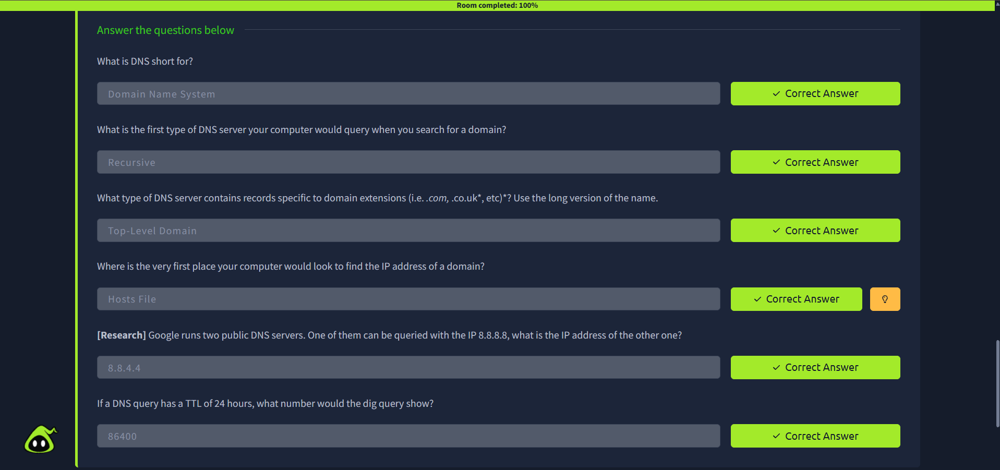 Room completed: 100%
Answer the questions below
What is DNS short for?
Domain Name System
✓ Correct Answer
What is the first type of DNS server your computer would query when you search for a domain?
Recursive
✓ Correct Answer
What type of DNS server contains records specific to domain extensions (i.e. .com, .co.uk*, etc)*? Use the long version of the name.
Top-Level Domain
✓ Correct Answer
Where is the very first place your computer would look to find the IP address of a domain?
Hosts File
✓ Correct Answer
[Research] Google runs two public DNS servers. One of them can be queried with the IP 8.8.8.8, what is the IP address of the other one?
8.8.4.4
✓ Correct Answer
If a DNS query has a TTL of 24 hours, what number would the dig query show?
86400
✓ Correct Answer